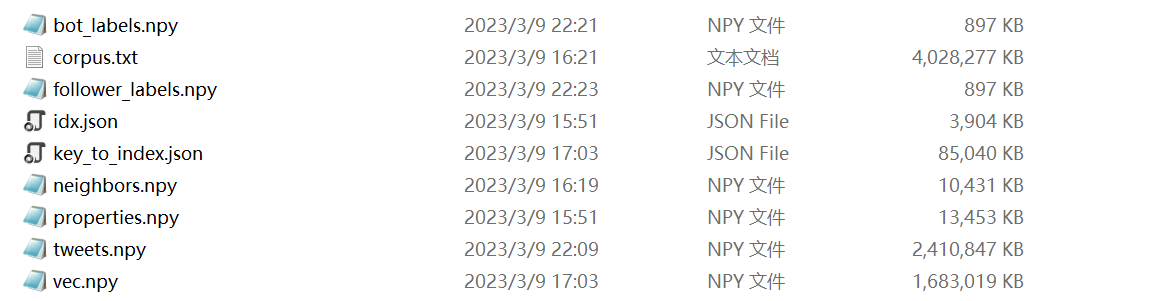 bot_labels.npy 2023/3/9 22:21 NPY 文件 897 KB
corpus.txt 2023/3/9 16:21 文本文档 4,028,277 KB
follower_labels.npy 2023/3/9 22:23 NPY 文件 897 KB
idx.json 2023/3/9 15:51 JSON File 3,904 KB
key_to_index.json 2023/3/9 17:03 JSON File 85,040 KB
neighbors.npy 2023/3/9 16:19 NPY 文件 10,431 KB
properties.npy 2023/3/9 15:51 NPY 文件 13,453 KB
tweets.npy 2023/3/9 22:09 NPY 文件 2,410,847 KB
vec.npy 2023/3/9 17:03 NPY 文件 1,683,019 KB